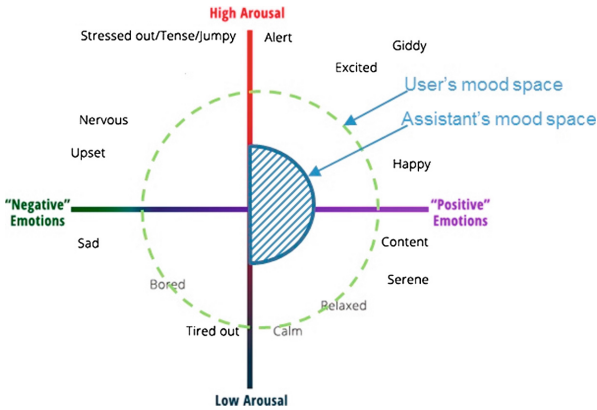 High Arousal
Stressed out/Tense/Jumpy
Alert
Giddy
Excited
User's mood space
Assistant's mood space
Nervous
Upset
Happy
"Negative"
Emotions
"Positive"
Emotions
Sad
Content
Serene
Bored
Relaxed
Tired out
Calm
Low Arousal